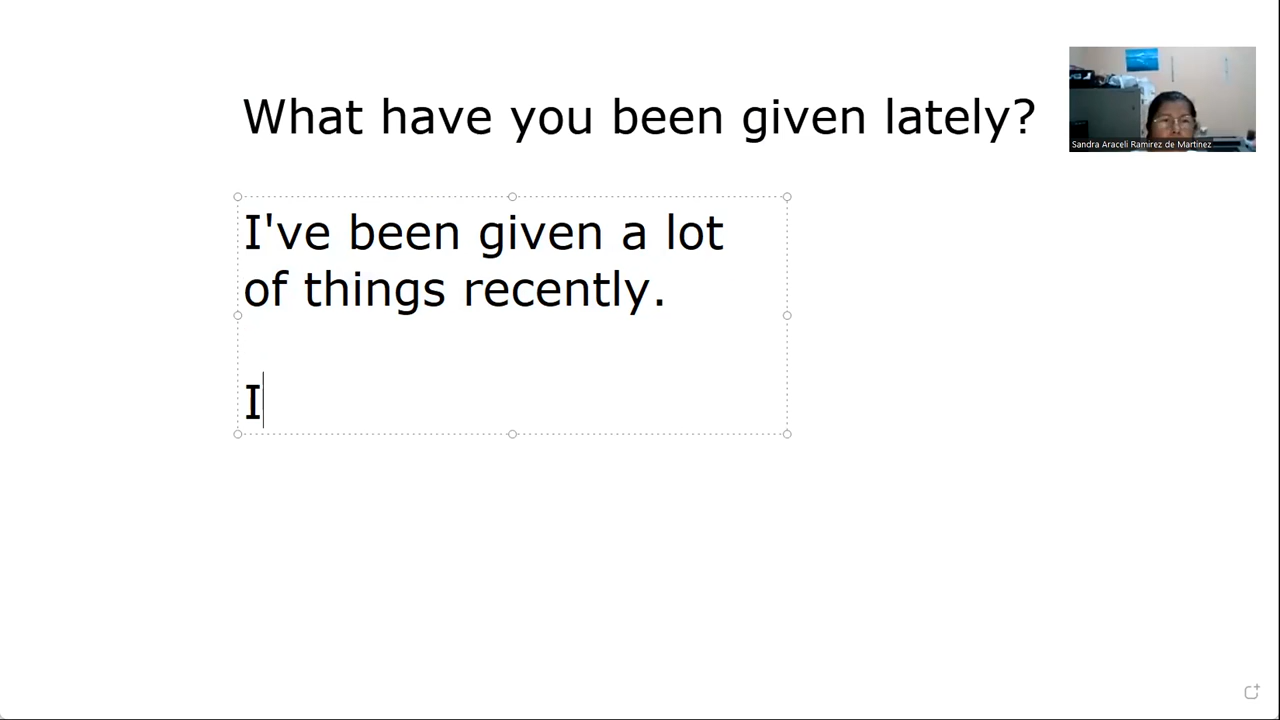 What have you been given lately?
Sandra Araceli Ramirez de Martinez
I've been given a lot
of things recently.
I